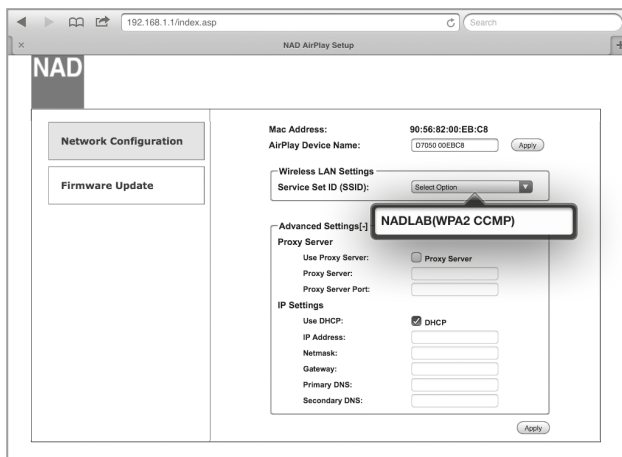 192.168.1.1/index.asp
Search
NAD AirPlay Setup
NAD
Network Configuration
Firmware Update
Mac Address: 90:56:82:00:EB:C8
AirPlay Device Name: D7050 00EBC8 Apply
Wireless LAN Settings
Service Set ID (SSID): Select Option
NADLAB(WPA2 CCMP)
Advanced Settings[-]
Proxy Server
Use Proxy Server: Proxy Server
Proxy Server:
Proxy Server Port:
IP Settings
Use DHCP: DHCP
IP Address:
Netmask:
Gateway:
Primary DNS:
Secondary DNS:
Apply